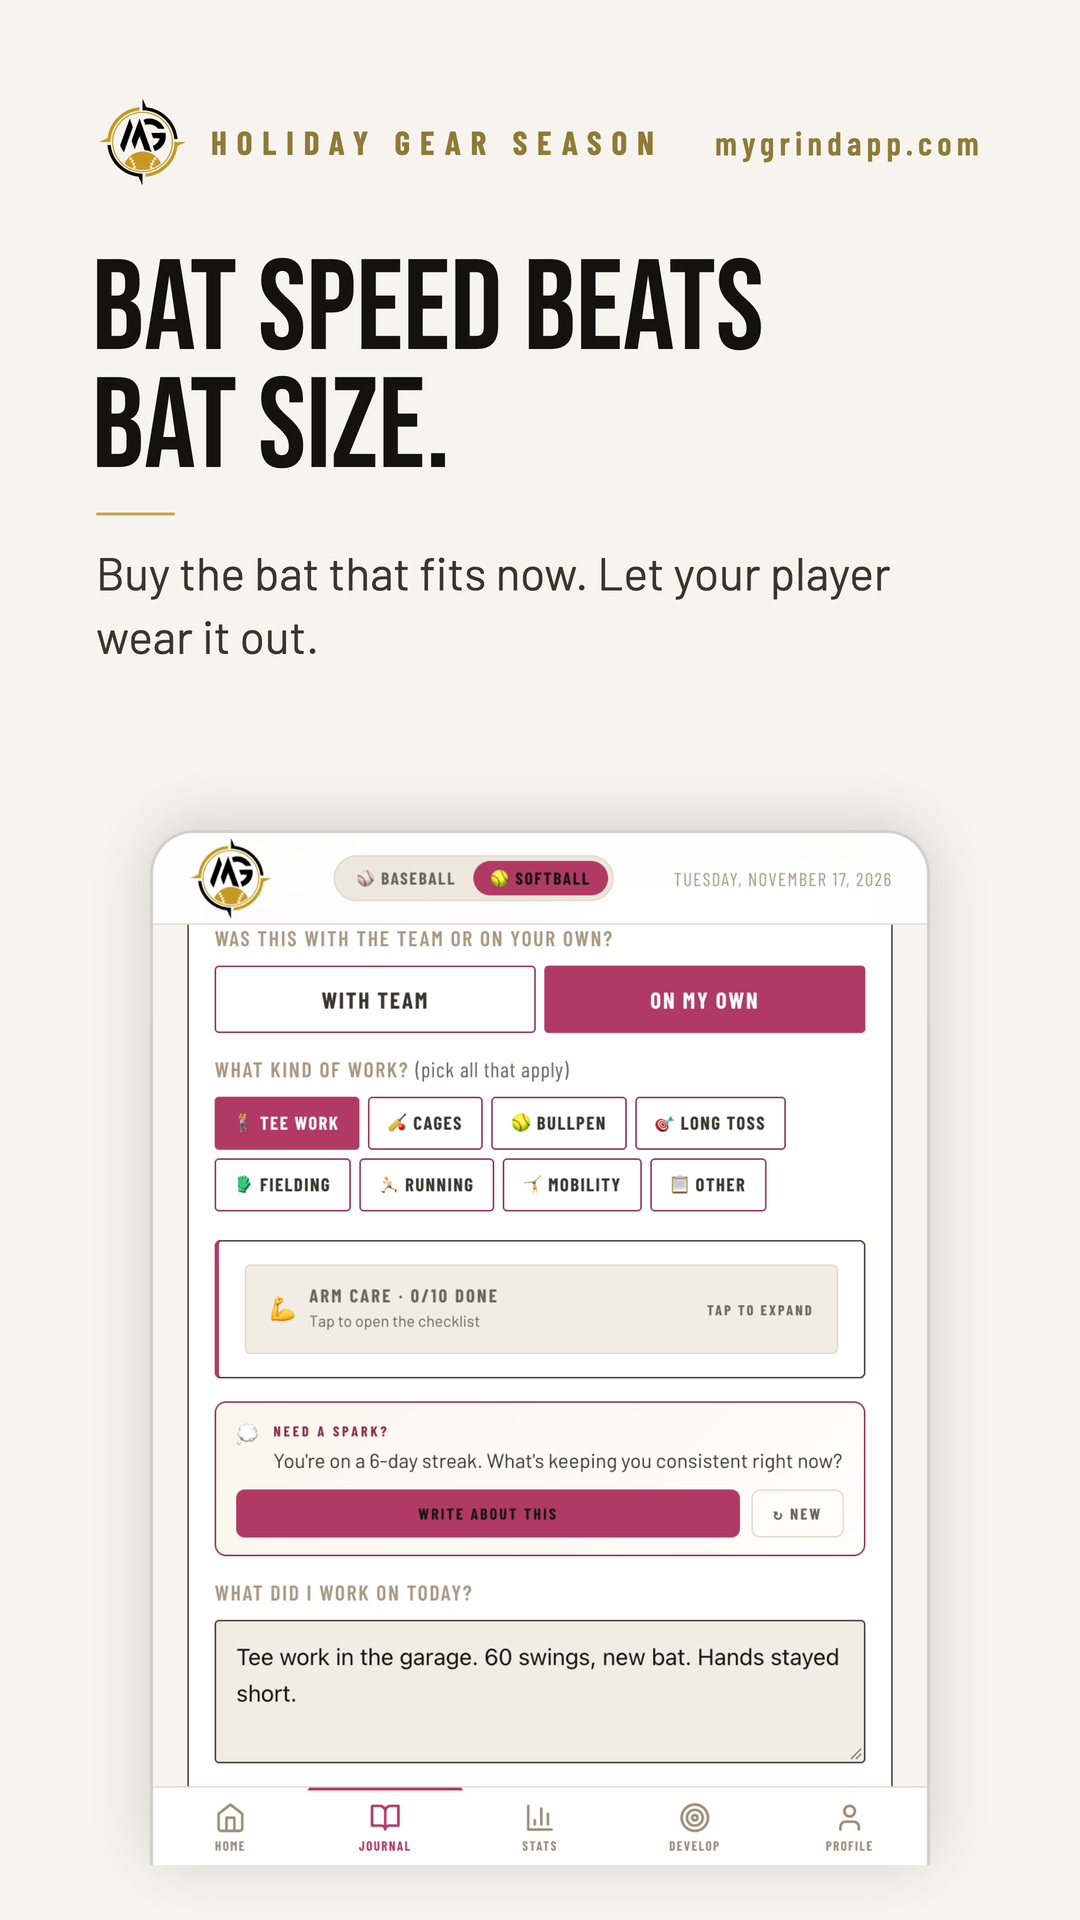 MG
HOLIDAY GEAR SEASON
mygrindapp.com
BAT SPEED BEATS
BAT SIZE.
Buy the bat that fits now. Let your player
wear it out.
MG
BASEBALL
SOFTBALL
TUESDAY, NOVEMBER 17, 2026
WAS THIS WITH THE TEAM OR ON YOUR OWN?
WITH TEAM
ON MY OWN
WHAT KIND OF WORK? (pick all that apply)
TEE WORK
CAGES
BULLPEN
LONG TOSS
FIELDING
RUNNING
MOBILITY
OTHER
ARM CARE · 0/10 DONE
Tap to open the checklist
TAP TO EXPAND
NEED A SPARK?
You're on a 6-day streak. What's keeping you consistent right now?
WRITE ABOUT THIS
↻ NEW
WHAT DID I WORK ON TODAY?
Tee work in the garage. 60 swings, new bat. Hands stayed
short.
HOME
JOURNAL
STATS
DEVELOP
PROFILE